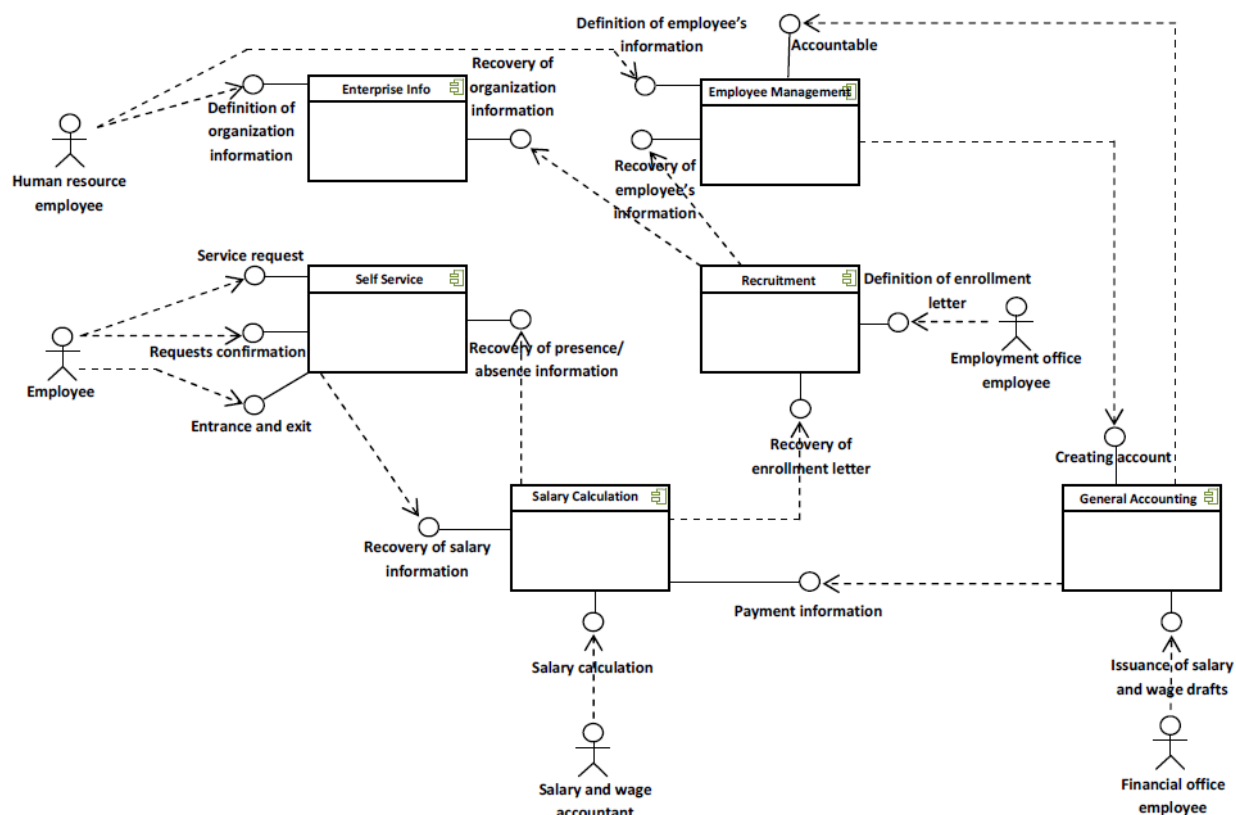 Definition of employee's
information
Accountable
Recovery of
organization
information
Enterprise Info
Employee Management
Definition of
organization
information
Human resource
employee
Recovery of
employee's
information
Service request
Self Service
Recruitment
Definition of enrollment
letter
Requests confirmation
Recovery of presence/
absence information
Employment office
employee
Employee
Entrance and exit
Recovery of
enrollment letter
Creating account
Salary Calculation
General Accounting
Recovery of salary
information
Payment information
Salary calculation
Issuance of salary
and wage drafts
Salary and wage
accountant
Financial office
employee